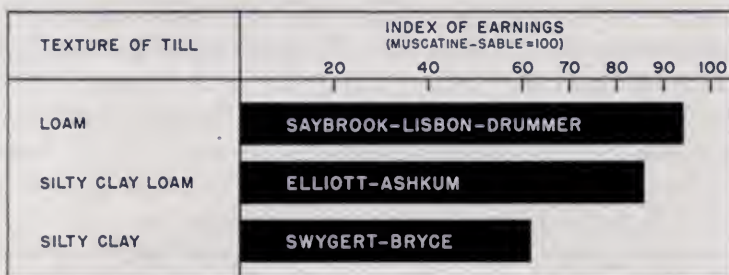 TEXTURE OF TILL
INDEX OF EARNINGS
(MUSCATINE-SABLE=100)
20 40 60 70 80 90 100
LOAM
SAYBROOK-LISBON-DRUMMER
SILTY CLAY LOAM
ELLIOTT-ASHKUM
SILTY CLAY
SWYGERT-BRYCE